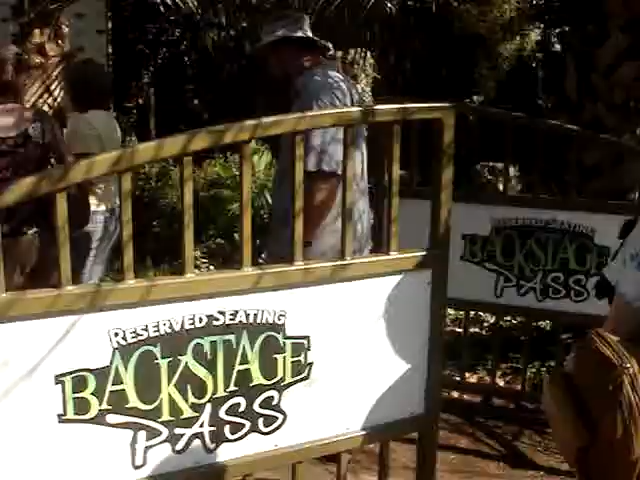 RESERVED SEATING
BACKSTAGE
PASS
RESERVED SEATING
BACKSTAGE
PASS